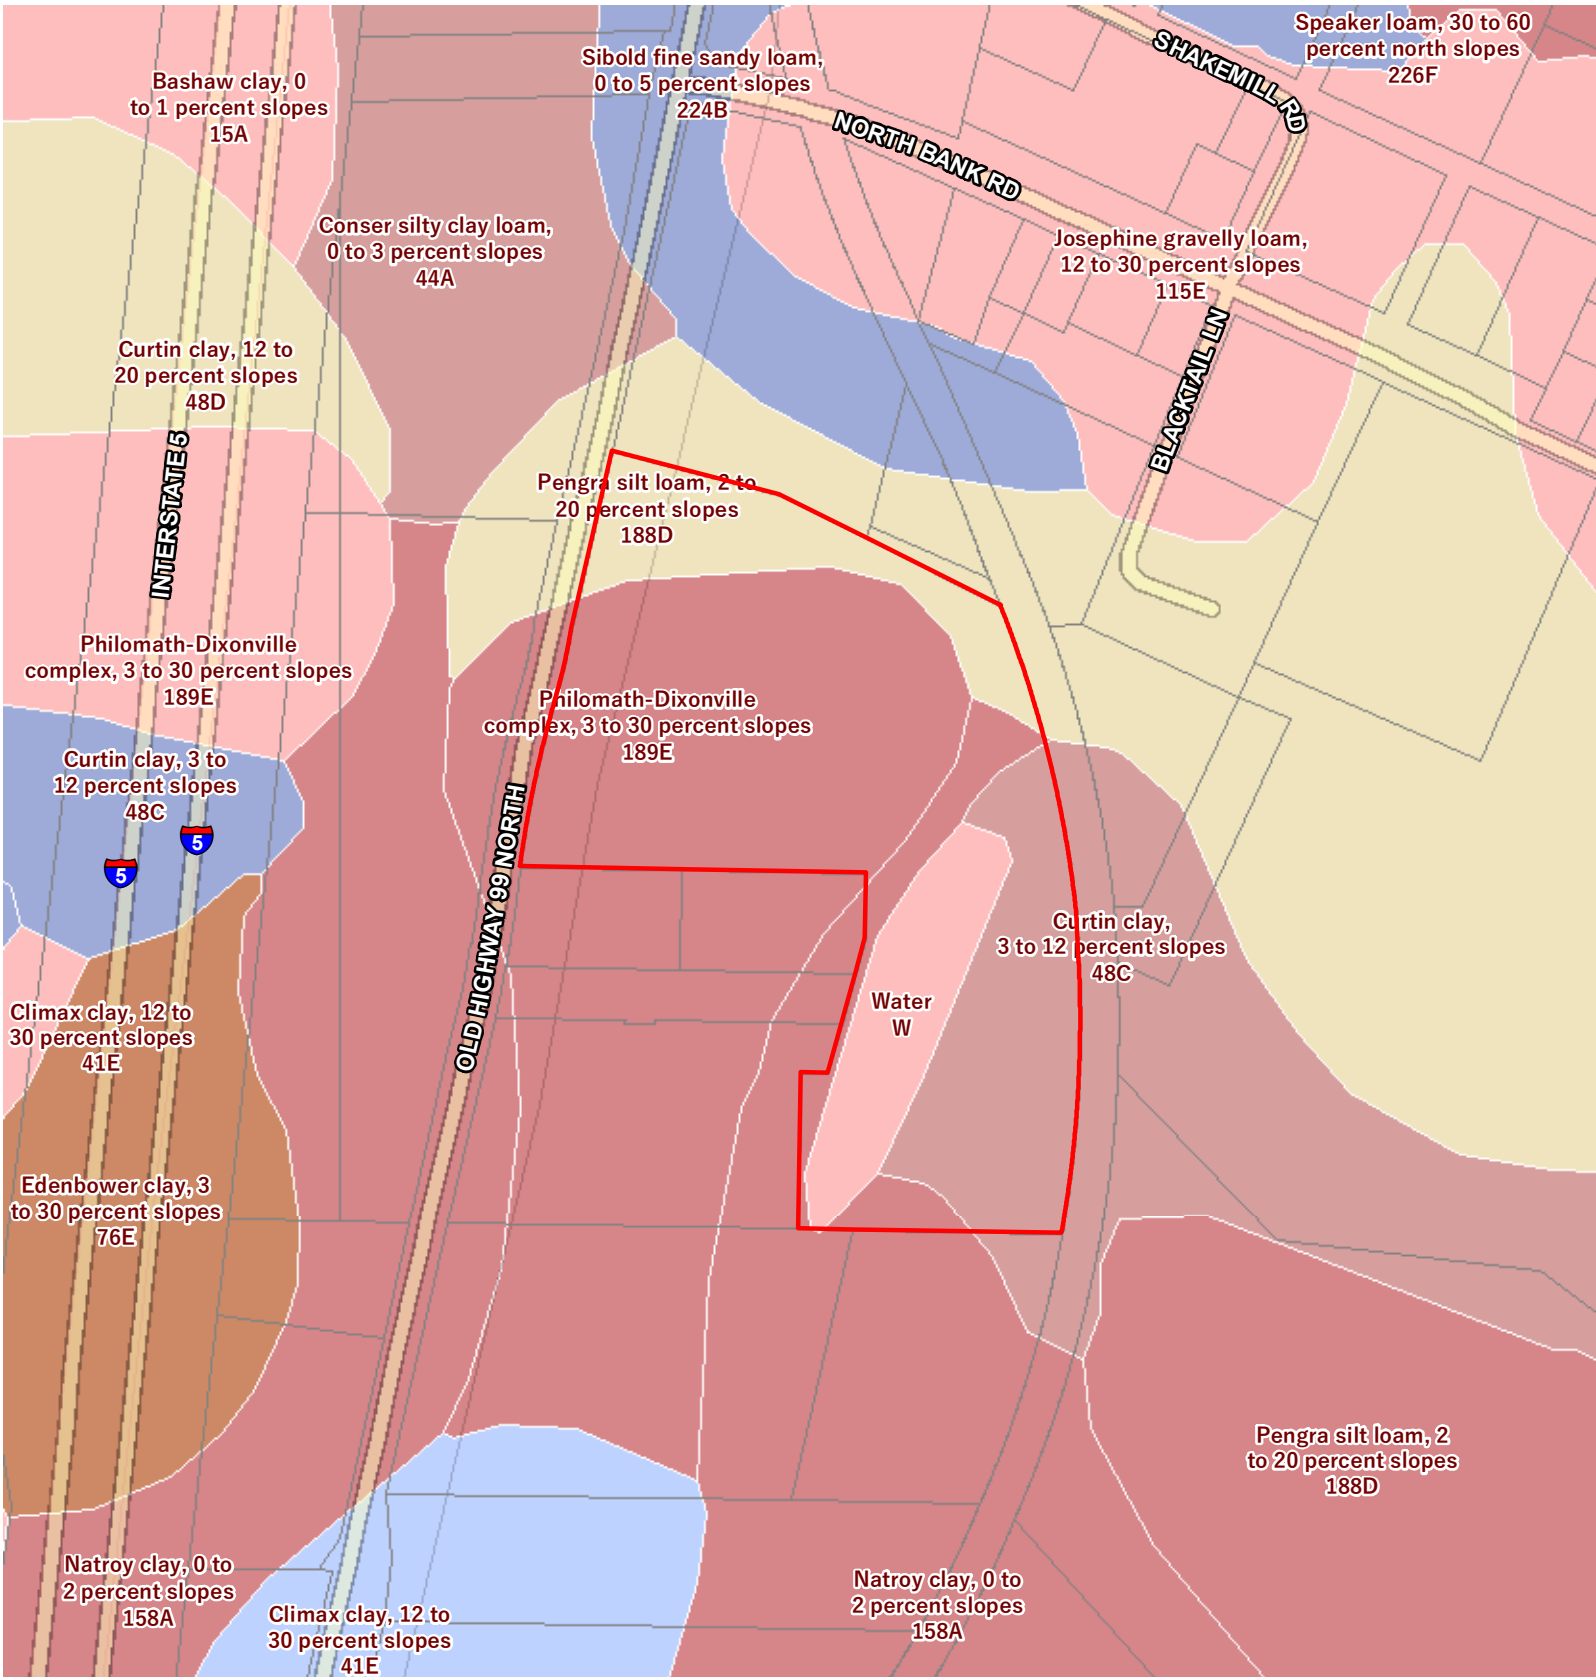 Speaker loam, 30 to 60
percent north slopes
226F
SHAKEMILL RD
Sibold fine sandy loam,
0 to 5 percent slopes
224B
Bashaw clay, 0
to 1 percent slopes
15A
NORTH BANK RD
Conser silty clay loam,
0 to 3 percent slopes
44A
Josephine gravelly loam,
12 to 30 percent slopes
115E
BLACKTAIL LN
Curtin clay, 12 to
20 percent slopes
48D
INTERSTATE 5
Pengra silt loam, 2 to
20 percent slopes
188D
Philomath-Dixonville
complex, 3 to 30 percent slopes
189E
Philomath-Dixonville
complex, 3 to 30 percent slopes
189E
Curtin clay, 3 to
12 percent slopes
48C
5
5
OLD HIGHWAY 99 NORTH
Curtin clay,
3 to 12 percent slopes
48C
Water
W
Climax clay, 12 to
30 percent slopes
41E
Edenbower clay, 3
to 30 percent slopes
76E
Pengra silt loam, 2
to 20 percent slopes
188D
Natroy clay, 0 to
2 percent slopes
158A
Natroy clay, 0 to
2 percent slopes
158A
Climax clay, 12 to
30 percent slopes
41E